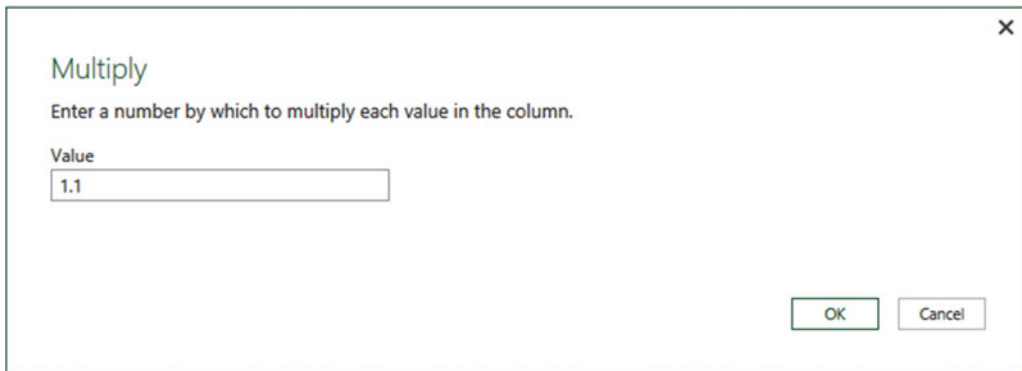 Multiply
Enter a number by which to multiply each value in the column.
Value
1.1
OK Cancel